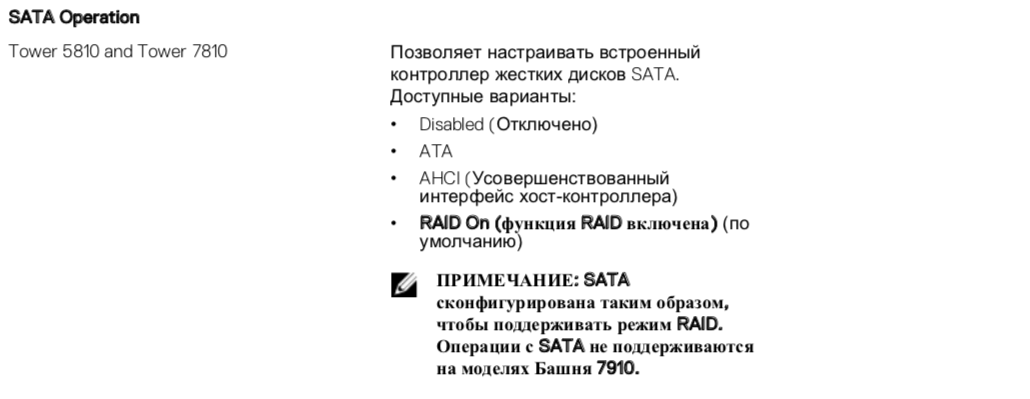 SATA Operation
Tower 5810 and Tower 7810
Позволяет настраивать встроенный
контроллер жестких дисков SATA.
Доступные варианты:
• Disabled (Отключено)
• ATA
• AHCI (Усовершенствованный
интерфейс хост-контроллера)
• RAID On (функция RAID включена) (по
умолчанию)
ПРИМЕЧАНИЕ: SATA
сконфигурирована таким образом,
чтобы поддерживать режим RAID.
Операции с SATA не поддерживаются
на моделях Башня 7910.